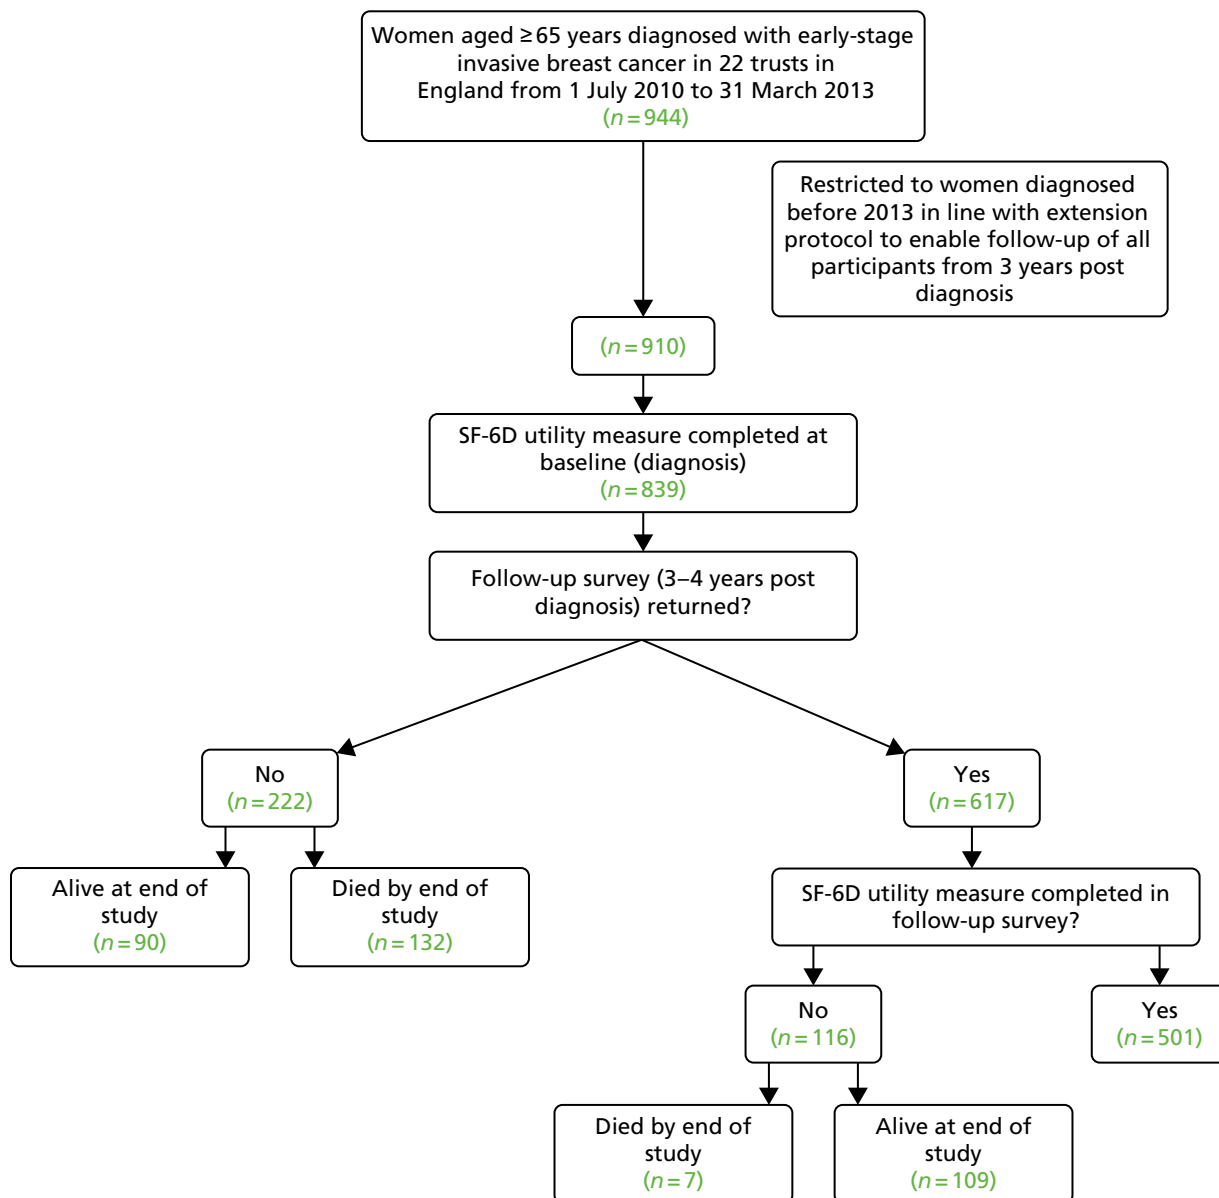 Women aged ≥65 years diagnosed with early-stage
invasive breast cancer in 22 trusts in
England from 1 July 2010 to 31 March 2013
(n=944)
Restricted to women diagnosed
before 2013 in line with extension
protocol to enable follow-up of all
participants from 3 years post
diagnosis
(n=910)
SF-6D utility measure completed at
baseline (diagnosis)
(n=839)
Follow-up survey (3–4 years post
diagnosis) returned?
No
(n=222)
Yes
(n=617)
Alive at end of
study
(n=90)
Died by end of
study
(n=132)
SF-6D utility measure completed in
follow-up survey?
No
(n=116)
Yes
(n=501)
Died by end of
study
(n=7)
Alive at end of
study
(n=109)